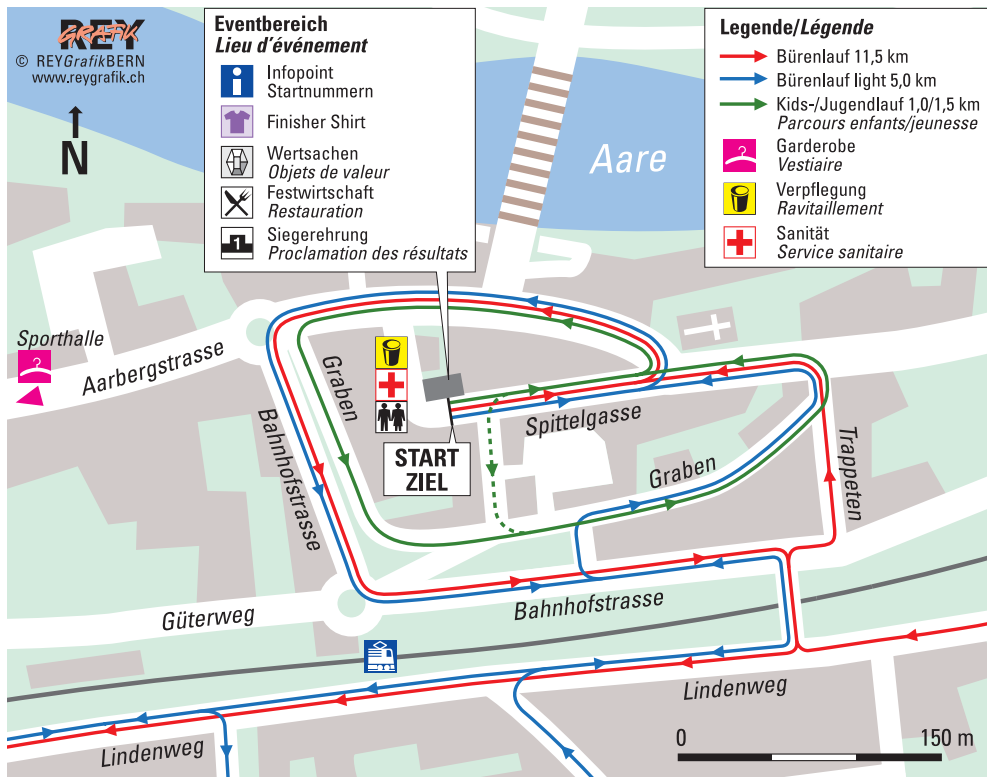 REY
GRAFIK
© REYGrafikBERN
www.reygrafik.ch
N
Eventbereich
Lieu d'événement
Infopoint
Startnummern
Finisher Shirt
Wertsachen
Objets de valeur
Festwirtschaft
Restauration
1
Siegerehrung
Proclamation des résultats
Legende/Légende
Bürenlauf 11,5 km
Bürenlauf light 5,0 km
Kids-/Jugendlauf 1,0/1,5 km
Parcours enfants/jeunesse
Garderobe
Vestiaire
Verpflegung
Ravitaillement
Sanität
Service sanitaire
Aare
Sporthalle
Aarbergstrasse
Graben
Bahnhofstrasse
START
ZIEL
Spittelgasse
Graben
Trappeten
Güterweg
Bahnhofstrasse
Lindenweg
Lindenweg
0 150 m